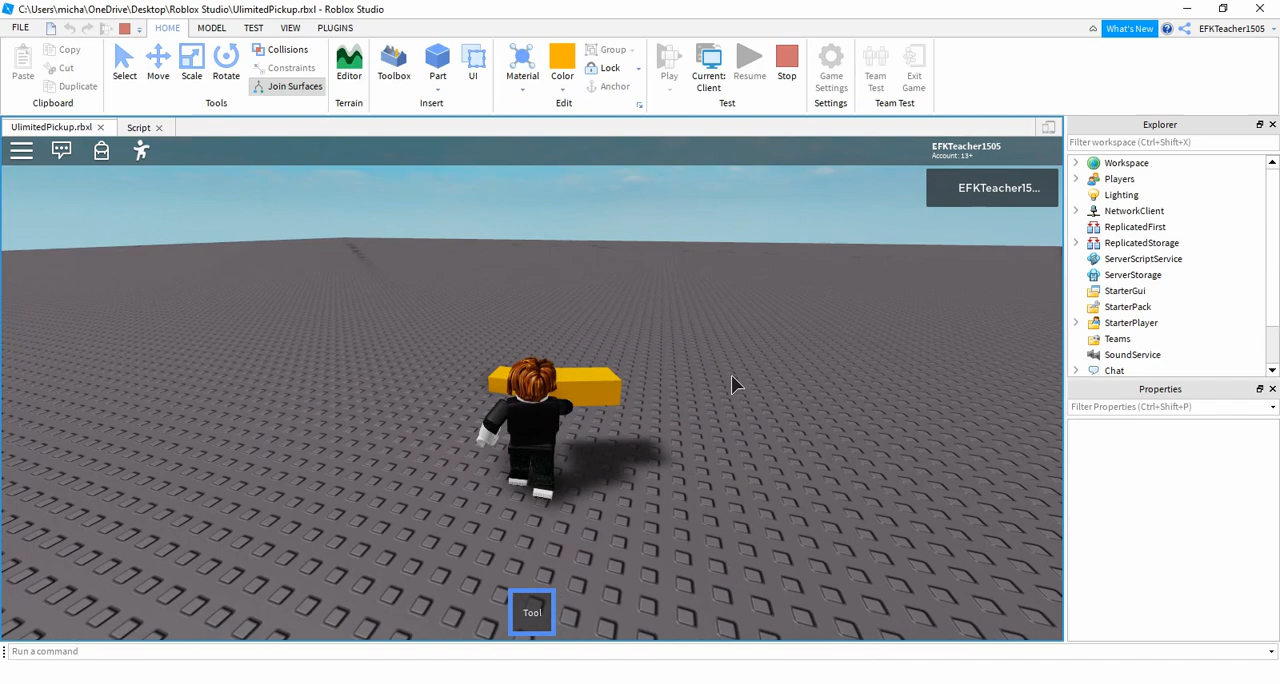 C:\Users\micha\OneDrive\Desktop\Roblox Studio\UlimitedPickup.rbxl - Roblox Studio
FILE HOME MODEL TEST VIEW PLUGINS What's New EFKTeacher1505
Paste Copy Cut Duplicate
Clipboard
Select Move Scale Rotate Collisions Constraints Join Surfaces
Tools
Editor
Terrain
Toolbox Part UI
Insert
Material Color Group Lock Anchor
Edit
Play Current: Client Resume Stop
Test
Game Settings
Settings
Team Test Exit Game
Team Test
UlimitedPickup.rbxl Script
EFKTeacher1505
Account: 13+
EFKTeacher15...
Tool
Explorer
Filter workspace (Ctrl+Shift+X)
Workspace
Players
Lighting
NetworkClient
ReplicatedFirst
ReplicatedStorage
ServerScriptService
ServerStorage
StarterGui
StarterPack
StarterPlayer
Teams
SoundService
Chat
Properties
Filter Properties (Ctrl+Shift+P)
Run a command